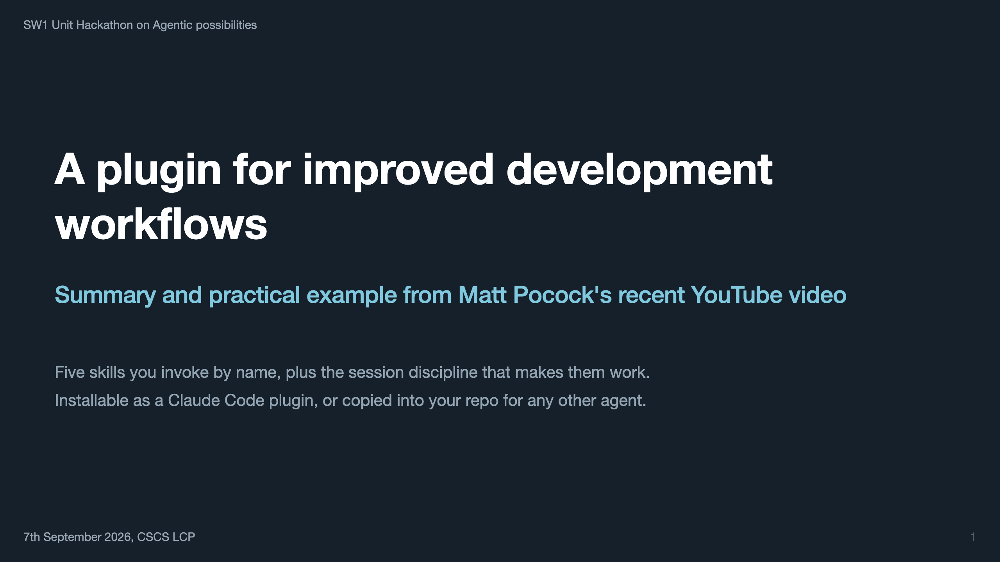 SW1 Unit Hackathon on Agentic possibilities
A plugin for improved development
workflows
Summary and practical example from Matt Pocock's recent YouTube video
Five skills you invoke by name, plus the session discipline that makes them work.
Installable as a Claude Code plugin, or copied into your repo for any other agent.
7th September 2026, CSCS LCP
1